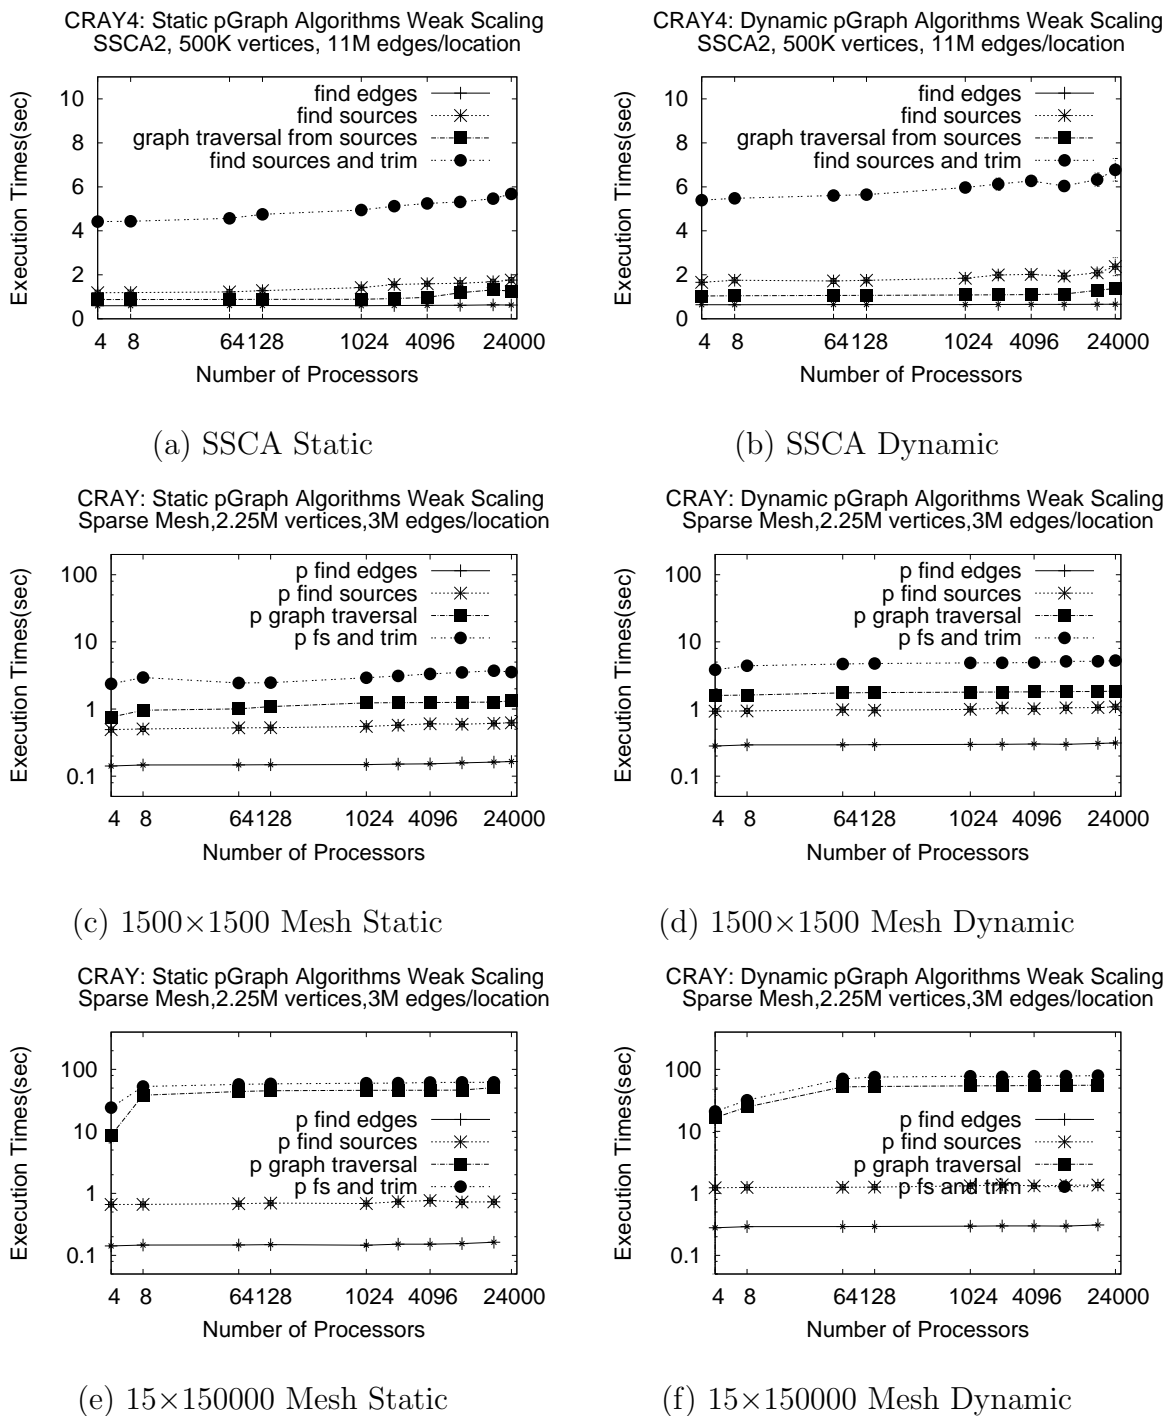 CRAY4: Static pGraph Algorithms Weak Scaling
SSCA2, 500K vertices, 11M edges/location
10
8
6
4
2
0
Execution Times(sec)
find edges
find sources
graph traversal from sources
find sources and trim
4 8 64 128 1024 4096 24000
Number of Processors
(a) SSCA Static
CRAY4: Dynamic pGraph Algorithms Weak Scaling
SSCA2, 500K vertices, 11M edges/location
10
8
6
4
2
0
Execution Times(sec)
find edges
find sources
graph traversal from sources
find sources and trim
4 8 64 128 1024 4096 24000
Number of Processors
(b) SSCA Dynamic
CRAY: Static pGraph Algorithms Weak Scaling
Sparse Mesh,2.25M vertices,3M edges/location
100
10
1
0.1
Execution Times(sec)
p find edges
p find sources
p graph traversal
p fs and trim
4 8 64 128 1024 4096 24000
Number of Processors
(c) 1500×1500 Mesh Static
CRAY: Dynamic pGraph Algorithms Weak Scaling
Sparse Mesh,2.25M vertices,3M edges/location
100
10
1
0.1
Execution Times(sec)
p find edges
p find sources
p graph traversal
p fs and trim
4 8 64 128 1024 4096 24000
Number of Processors
(d) 1500×1500 Mesh Dynamic
CRAY: Static pGraph Algorithms Weak Scaling
Sparse Mesh,2.25M vertices,3M edges/location
100
10
1
0.1
Execution Times(sec)
p find edges
p find sources
p graph traversal
p fs and trim
4 8 64 128 1024 4096 24000
Number of Processors
(e) 15×150000 Mesh Static
CRAY: Dynamic pGraph Algorithms Weak Scaling
Sparse Mesh,2.25M vertices,3M edges/location
100
10
1
0.1
Execution Times(sec)
p find edges
p find sources
p graph traversal
p fs and trim
4 8 64 128 1024 4096 24000
Number of Processors
(f) 15×150000 Mesh Dynamic